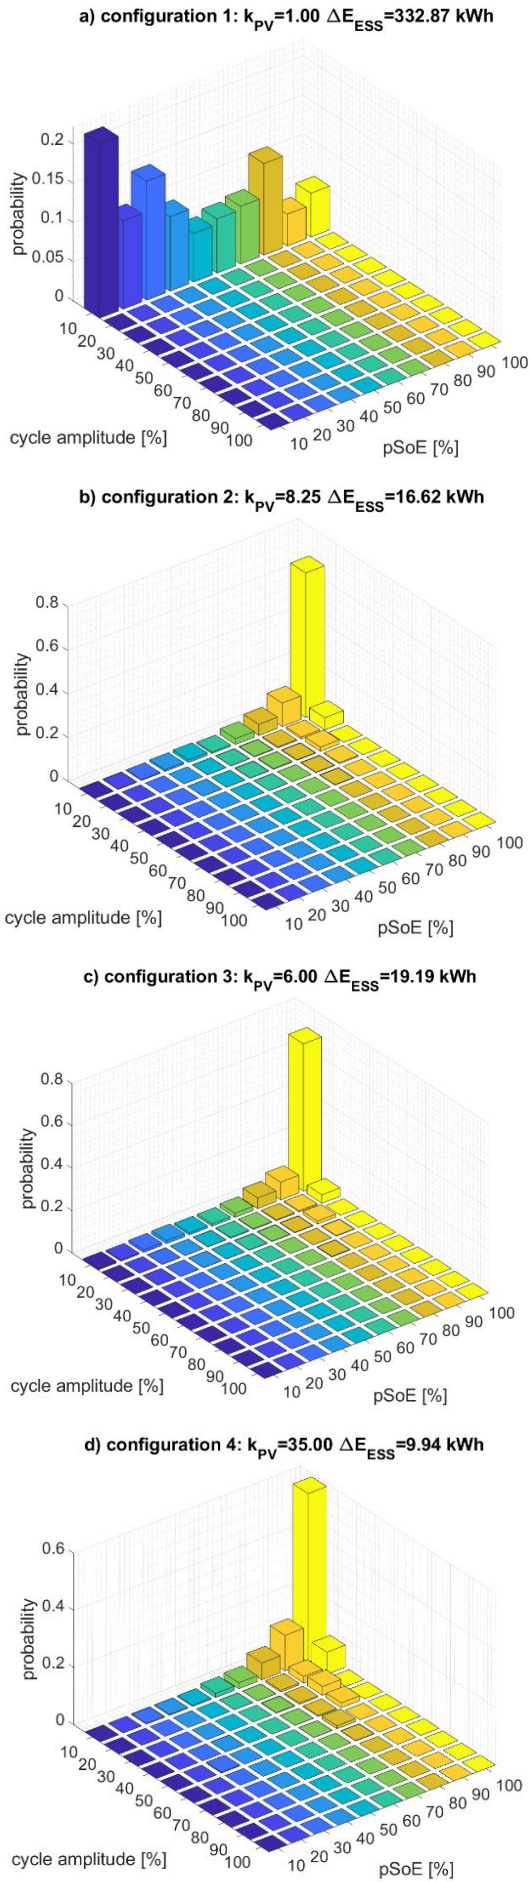 a) configuration 1: kPV=1.00 ΔEESS=332.87 kWh
0.2
0.15
0.1
0.05
0
probability
10
20
30
40
50
60
70
80
90
100
cycle amplitude [%]
10 20 30 40 50 60 70 80 90 100
pSoE [%]
b) configuration 2: kPV=8.25 ΔEESS=16.62 kWh
0.8
0.6
0.4
0.2
0
probability
10
20
30
40
50
60
70
80
90
100
cycle amplitude [%]
10 20 30 40 50 60 70 80 90 100
pSoE [%]
c) configuration 3: kPV=6.00 ΔEESS=19.19 kWh
0.8
0.6
0.4
0.2
0
probability
10
20
30
40
50
60
70
80
90
100
cycle amplitude [%]
10 20 30 40 50 60 70 80 90 100
pSoE [%]
d) configuration 4: kPV=35.00 ΔEESS=9.94 kWh
0.6
0.4
0.2
0
probability
10
20
30
40
50
60
70
80
90
100
cycle amplitude [%]
10 20 30 40 50 60 70 80 90 100
pSoE [%]